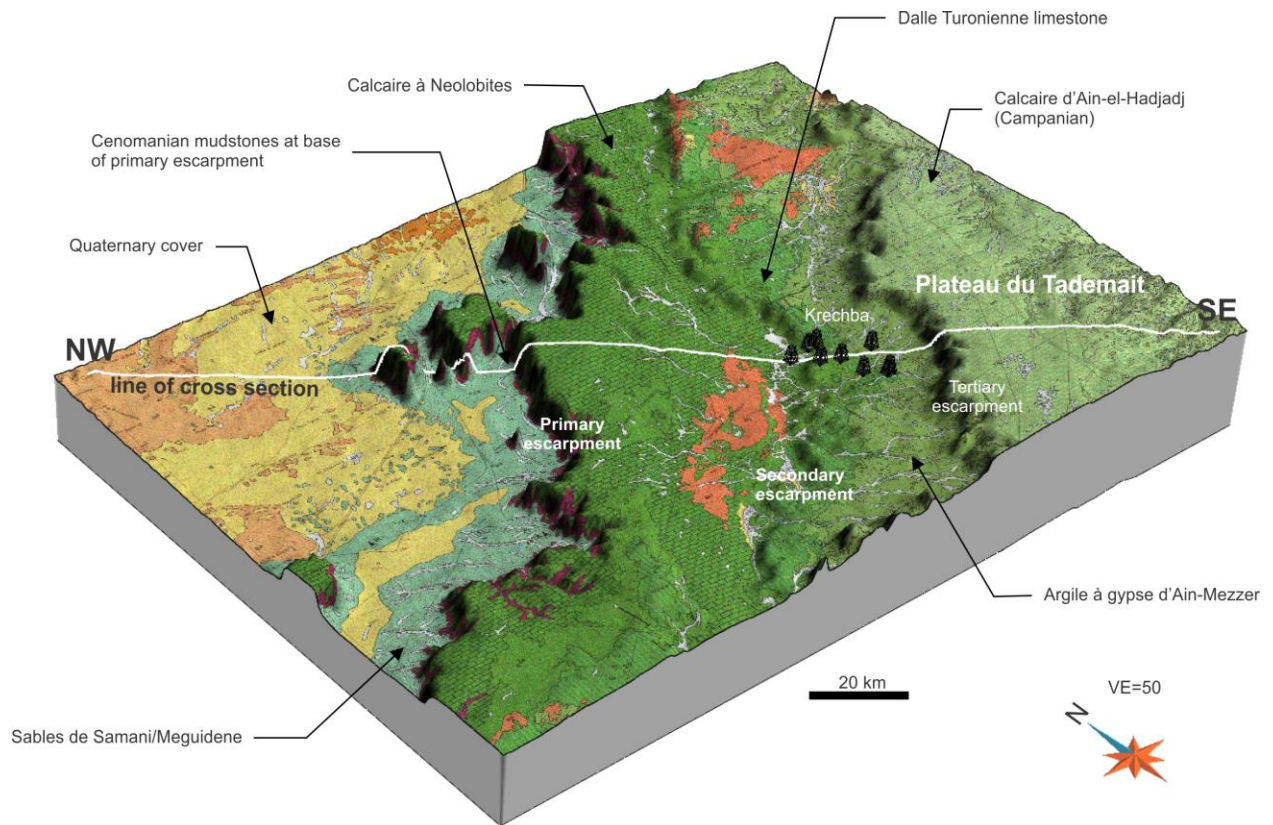 Dalle Turonienne limestone
Calcaire à Neolobites
Calcaire d'Ain-el-Hadjadj
(Campanian)
Cenomanian mudstones at base
of primary escarpment
Quaternary cover
Plateau du Tademait
Krechba
SE
NW
line of cross section
Tertiary
escarpment
Primary
escarpment
Secondary
escarpment
Argile à gypse d'Ain-Mezzer
20 km
VE=50
N
Sables de Samani/Meguidene